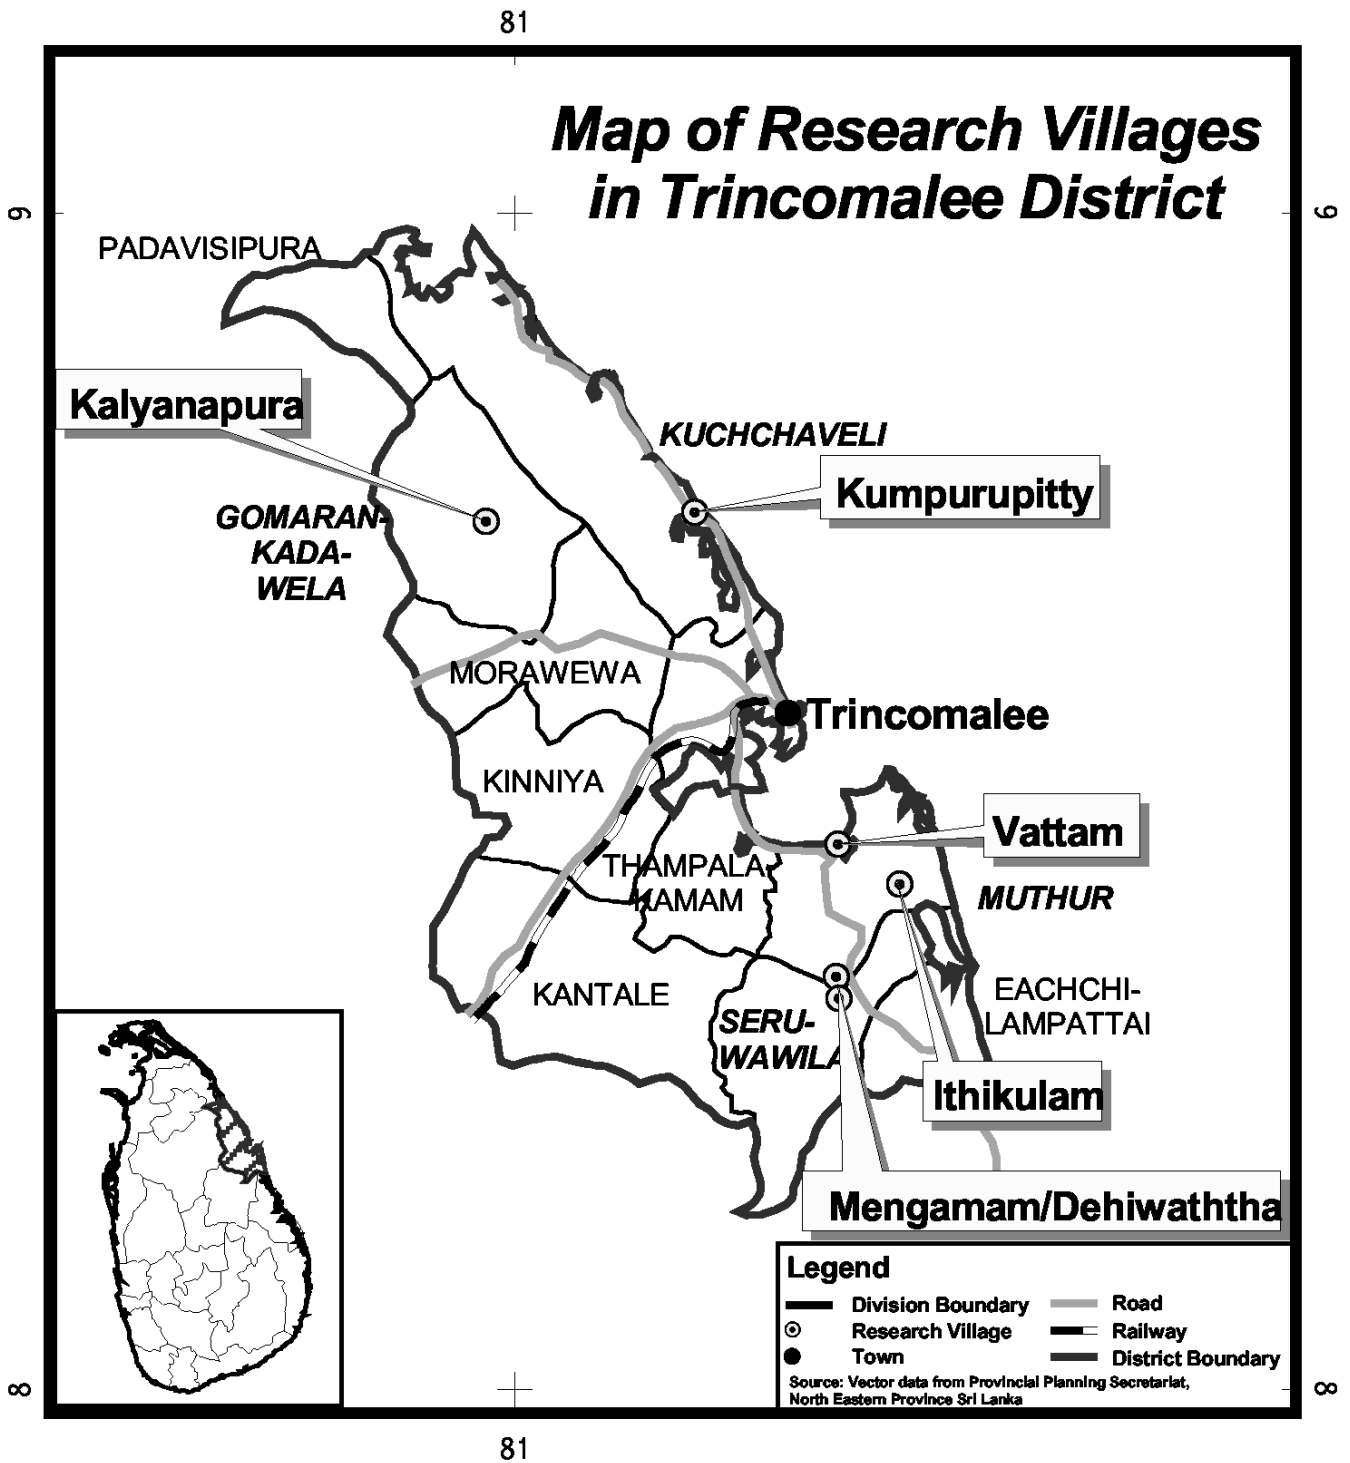 81
Map of Research Villages
in Trincomalee District
9
9
PADAVISIPURA
Kalyanapura
KUCHCHAVELI
Kumpurupitty
GOMARAN-
KADA-
WELA
MORAWEWA
Trincomalee
KINNIYA
Vattam
THAMPALA
KAMAM
MUTHUR
KANTALE
EACHCHI-
LAMPATTAI
SERU-
WAWILA
Ithikulam
Mengamam/Dehiwaththa
Legend
Division Boundary
Road
Research Village
Railway
Town
District Boundary
Source: Vector data from Provincial Planning Secretariat,
North Eastern Province Sri Lanka
8
8
81